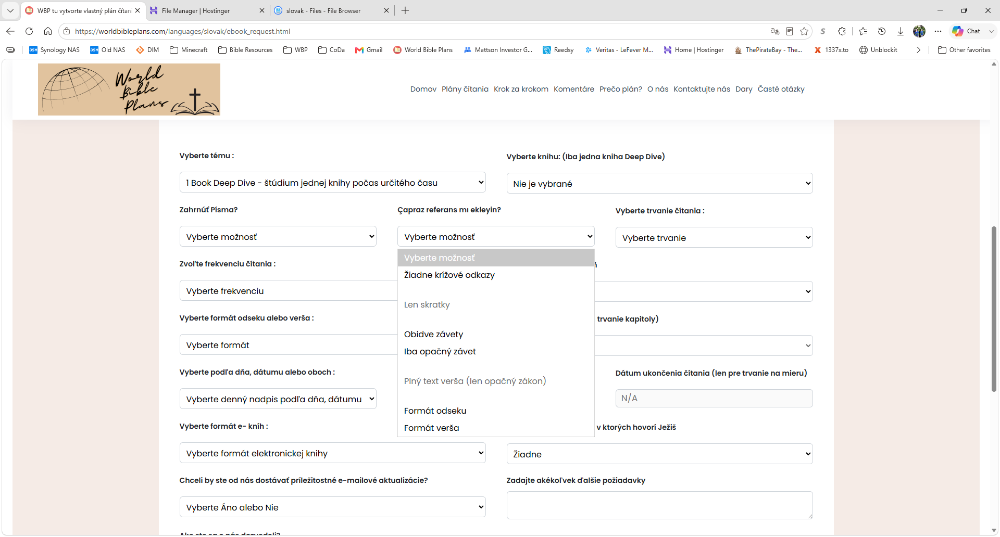 WBP tu vytvorte vlastný plán čítani
File Manager | Hostinger
slovak - Files - File Browser
https://worldbibleplans.com/languages/slovak/ebook_request.html
Chat
Synology NAS
Old NAS
DIM
Minecraft
Bible Resources
WBP
CoDa
Gmail
World Bible Plans
Mattson Investor G...
Reedsy
Veritas - LeFever M...
Home | Hostinger
ThePirateBay - The...
1337x.to
Unblockit
Other favorites
World
Bible
Plans
Domov Plány čítania Krok za krokom Komentáre Prečo plán? O nás Kontaktujte nás Dary Časté otázky
Vyberte tému :
Vyberte knihu: (Iba jedna kniha Deep Dive)
1 Book Deep Dive - štúdium jednej knihy počas určitého času
Nie je vybrané
Zahrnúť Písma?
Çapraz referans mı ekleyin?
Vyberte trvanie čítania :
Vyberte možnosť
Vyberte možnosť
Vyberte trvanie
Vyberte možnosť
Zvoľte frekvenciu čítania :
Žiadne krížové odkazy
Vyberte frekvenciu
Len skratky
Vyberte formát odseku alebo verša :
trvanie kapitoly)
Obidve závety
Vyberte formát
Iba opačný závet
Vyberte podľa dňa, dátumu alebo oboch :
Dátum ukončenia čítania (len pre trvanie na mieru)
Plný text verša (len opačný zákon)
Vyberte denný nadpis podľa dňa, dátumu
N/A
Formát odseku
Vyberte formát e- kníh :
Formát verša
v ktorých hovorí Ježiš
Vyberte formát elektronickej knihy
Žiadne
Chceli by ste od nás dostávať príležitostné e-mailové aktualizácie?
Zadajte akékoľvek ďalšie požiadavky
Vyberte Áno alebo Nie
Ako ste sa o nás dozvedeli?